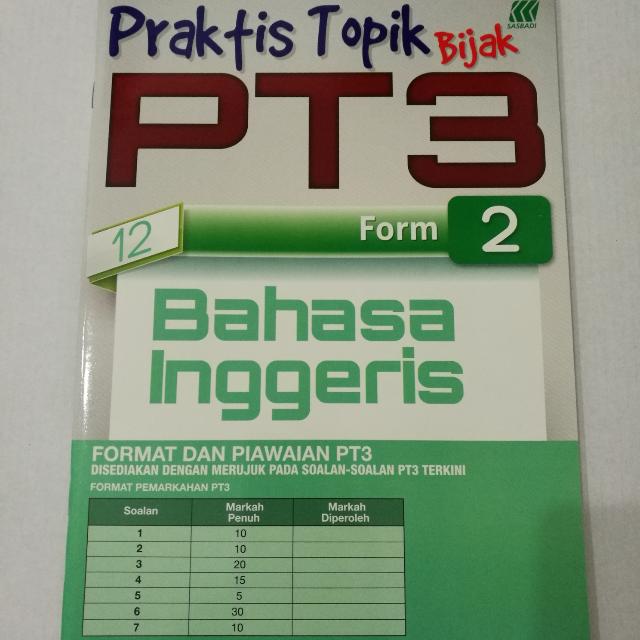 Praktis Topik Bijak
SASBADI
PT3
12
Form 2
Bahasa
Inggeris
FORMAT DAN PIAWAIAN PT3
DISEDIAKAN DENGAN MERUJUK PADA SOALAN-SOALAN PT3 TERKINI
FORMAT PEMARKAHAN PT3
Soalan Markah Penuh Markah Diperoleh
1 10
2 10
3 20
4 15
5 5
6 30
7 10